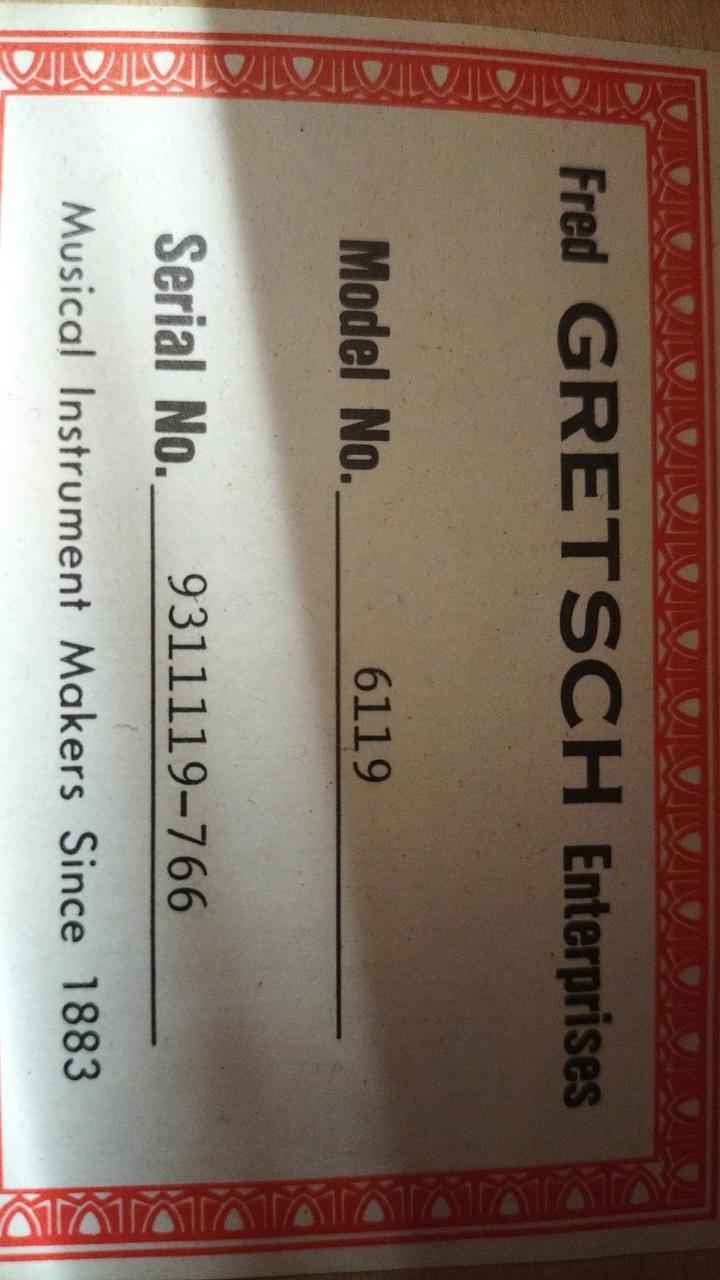 Fred GRETSCH Enterprises
Model No. 6119
Serial No. 9311119-766
Musical Instrument Makers Since 1883